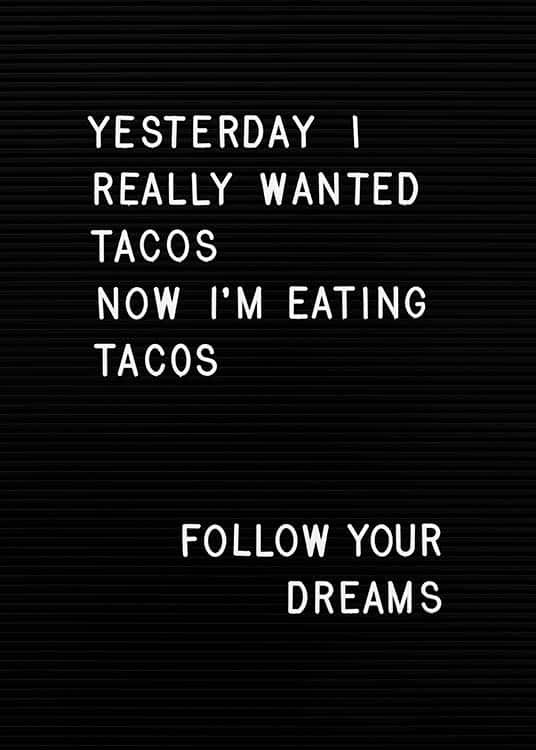 YESTERDAY I
REALLY WANTED
TACOS
NOW I'M EATING
TACOS
FOLLOW YOUR
DREAMS